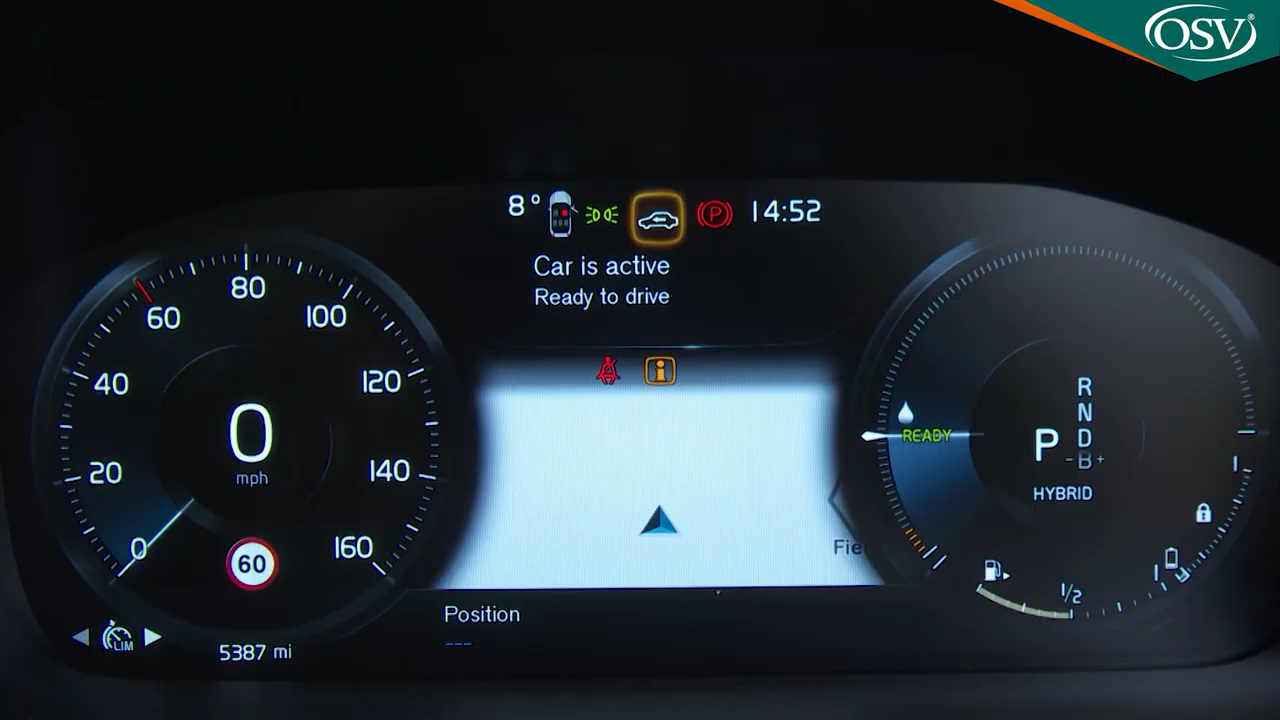 OSV®
8° P 14:52
Car is active
Ready to drive
0 20 40 60 80 100 120 140 160
0
mph
60
LIM
5387 mi
Position
---
READY
R
N
D
P -B+
HYBRID
1/2
1